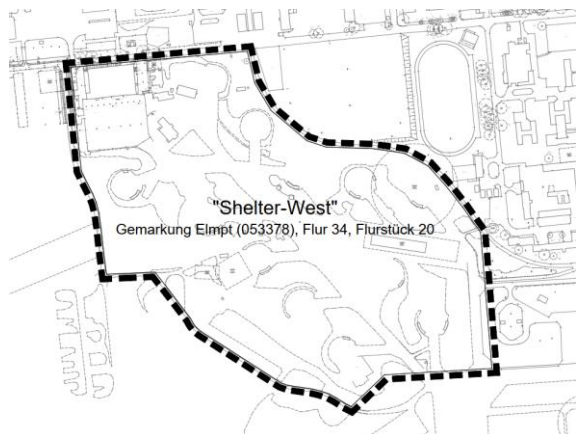 "Shelter-West"
Gemarkung Elmpt (053378), Flur 34, Flurstück 20